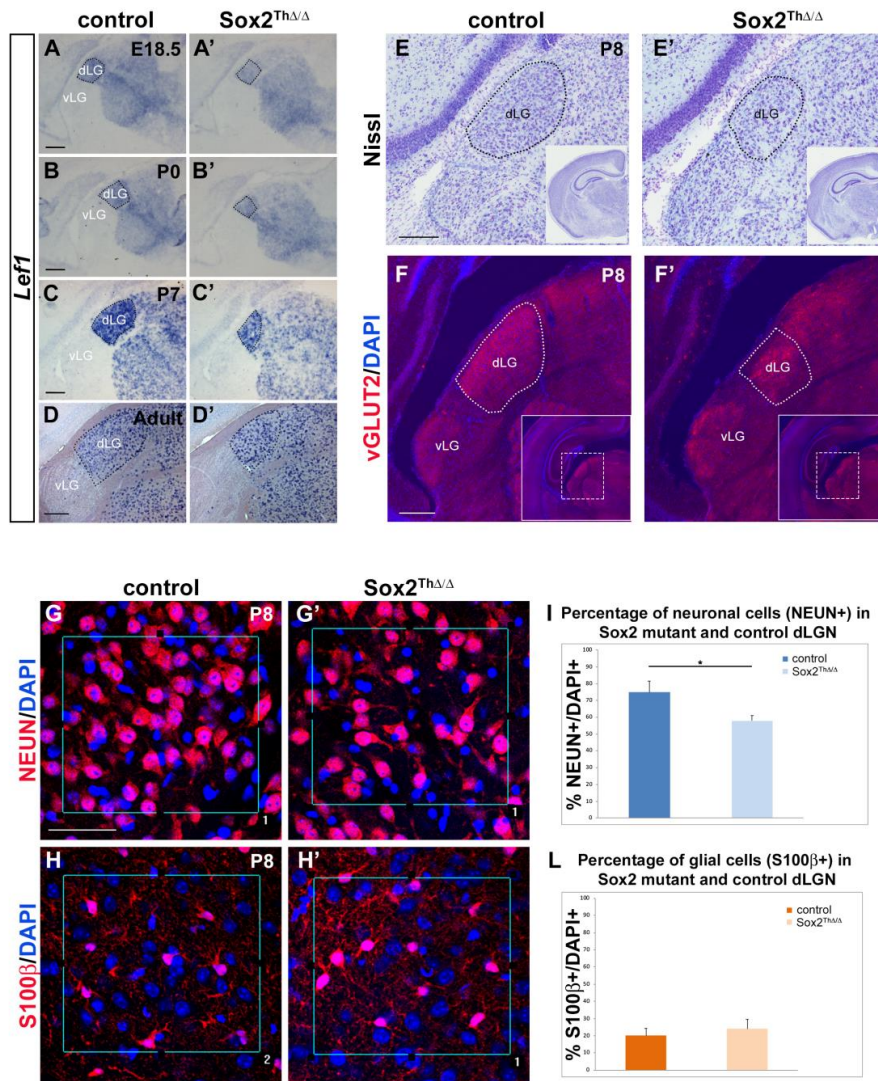 control
Sox2ThΔ/Δ
control
Sox2ThΔ/Δ
Lef1
A
E18.5
dLG
vLG
A'
B
P0
dLG
vLG
B'
C
P7
dLG
vLG
C'
D
Adult
dLG
vLG
D'
Nissl
E
P8
dLG
E'
dLG
vGLUT2/DAPI
F
P8
dLG
vLG
F'
dLG
vLG
control
Sox2ThΔ/Δ
NEUN/DAPI
G
P8
1
G'
1
S100β/DAPI
H
P8
2
H'
1
I
Percentage of neuronal cells (NEUN+) in
Sox2 mutant and control dLGN
% NEUN+/DAPI+
100
90
80
70
60
50
40
30
20
10
0
*
control
Sox2ThΔ/Δ
L
Percentage of glial cells (S100β+) in
Sox2 mutant and control dLGN
% S100β+/DAPI+
100
90
80
70
60
50
40
30
20
10
0
control
Sox2ThΔ/Δ